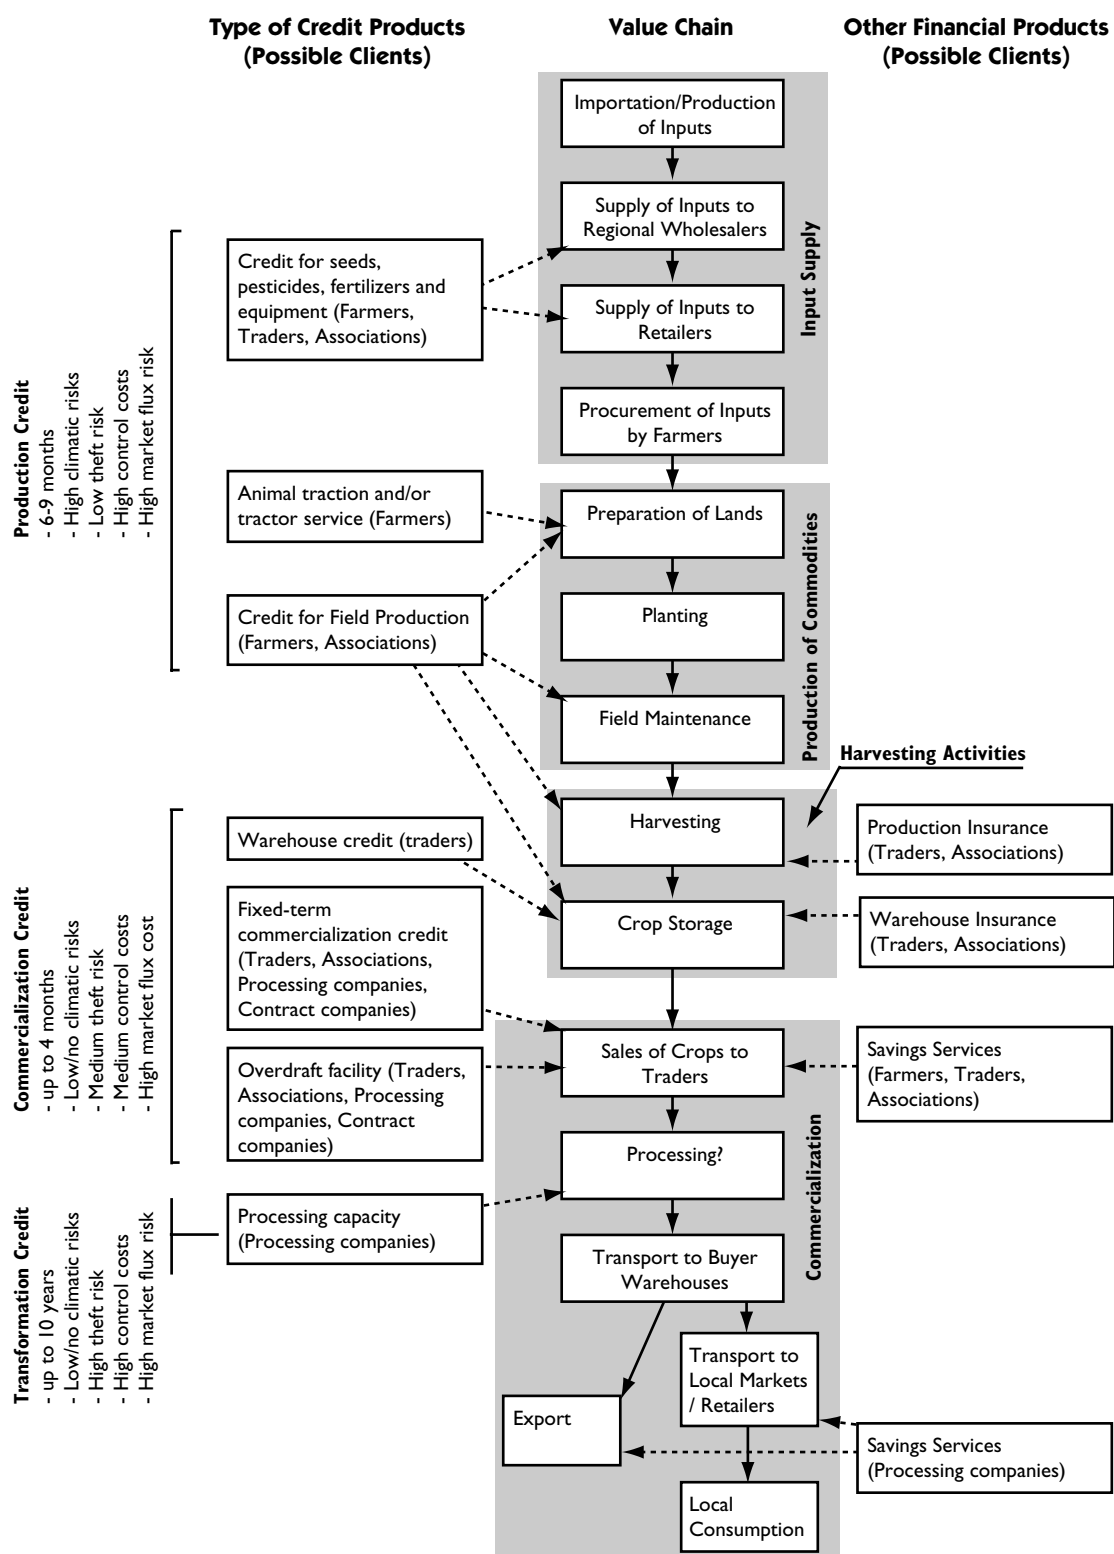 Type of Credit Products
(Possible Clients)
Value Chain
Other Financial Products
(Possible Clients)
Importation/Production
of Inputs
Supply of Inputs to
Regional Wholesalers
Supply of Inputs to
Retailers
Procurement of Inputs
by Farmers
Input Supply
Credit for seeds,
pesticides, fertilizers and
equipment (Farmers,
Traders, Associations)
Animal traction and/or
tractor service (Farmers)
Credit for Field Production
(Farmers, Associations)
Production Credit
- 6-9 months
- High climatic risks
- Low theft risk
- High control costs
- High market flux risk
Preparation of Lands
Planting
Field Maintenance
Production of Commodities
Harvesting Activities
Harvesting
Crop Storage
Production Insurance
(Traders, Associations)
Warehouse Insurance
(Traders, Associations)
Warehouse credit (traders)
Fixed-term
commercialization credit
(Traders, Associations,
Processing companies,
Contract companies)
Overdraft facility (Traders,
Associations, Processing
companies, Contract
companies)
Commercialization Credit
- up to 4 months
- Low/no climatic risks
- Medium theft risk
- Medium control costs
- High market flux cost
Sales of Crops to
Traders
Processing?
Transport to Buyer
Warehouses
Transport to
Local Markets
/ Retailers
Export
Local
Consumption
Commercialization
Savings Services
(Farmers, Traders,
Associations)
Savings Services
(Processing companies)
Processing capacity
(Processing companies)
Transformation Credit
- up to 10 years
- Low/no climatic risks
- High theft risk
- High control costs
- High market flux risk